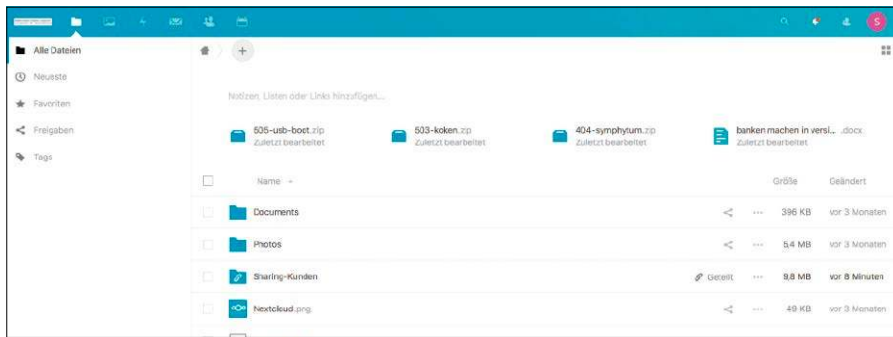 S
Alle Dateien
Neueste
Favoriten
Freigaben
Tags
Notizen, Listen oder Links hinzufügen...
505-usb-boot.zip
Zuletzt bearbeitet
503-koken.zip
Zuletzt bearbeitet
404-symphytum.zip
Zuletzt bearbeitet
banken machen in versi... .docx
Zuletzt bearbeitet
Name
Größe
Geändert
Documents
396 KB
vor 3 Monaten
Photos
5,4 MB
vor 3 Monaten
Sharing-Kunden
Geteilt
9,8 MB
vor 8 Minuten
Nextcloud.png
49 KB
vor 3 Monaten